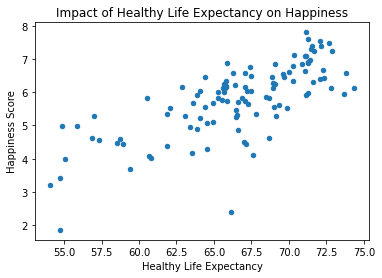 Impact of Healthy Life Expectancy on Happiness
Happiness Score
8
7
6
5
4
3
2
55.0 57.5 60.0 62.5 65.0 67.5 70.0 72.5 75.0
Healthy Life Expectancy